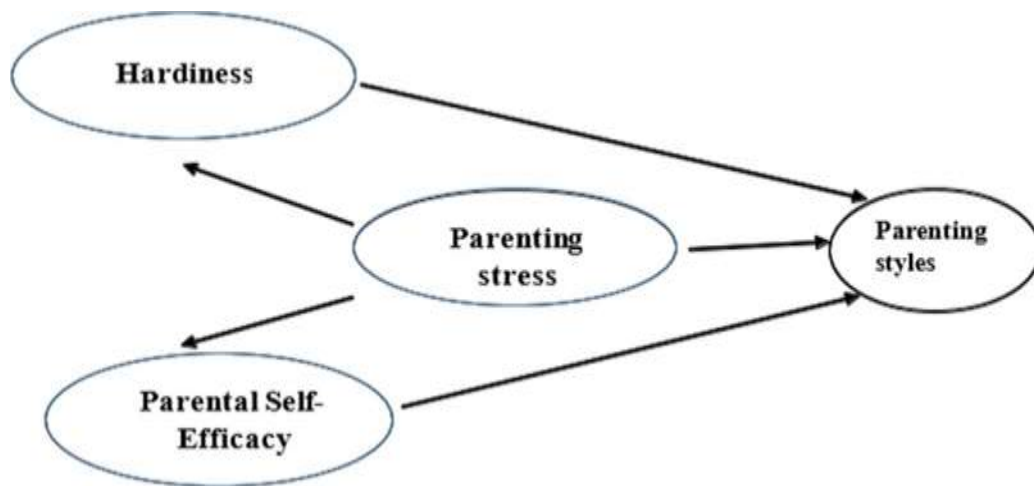 Hardiness
Parenting
stress
Parenting
styles
Parental Self-
Efficacy